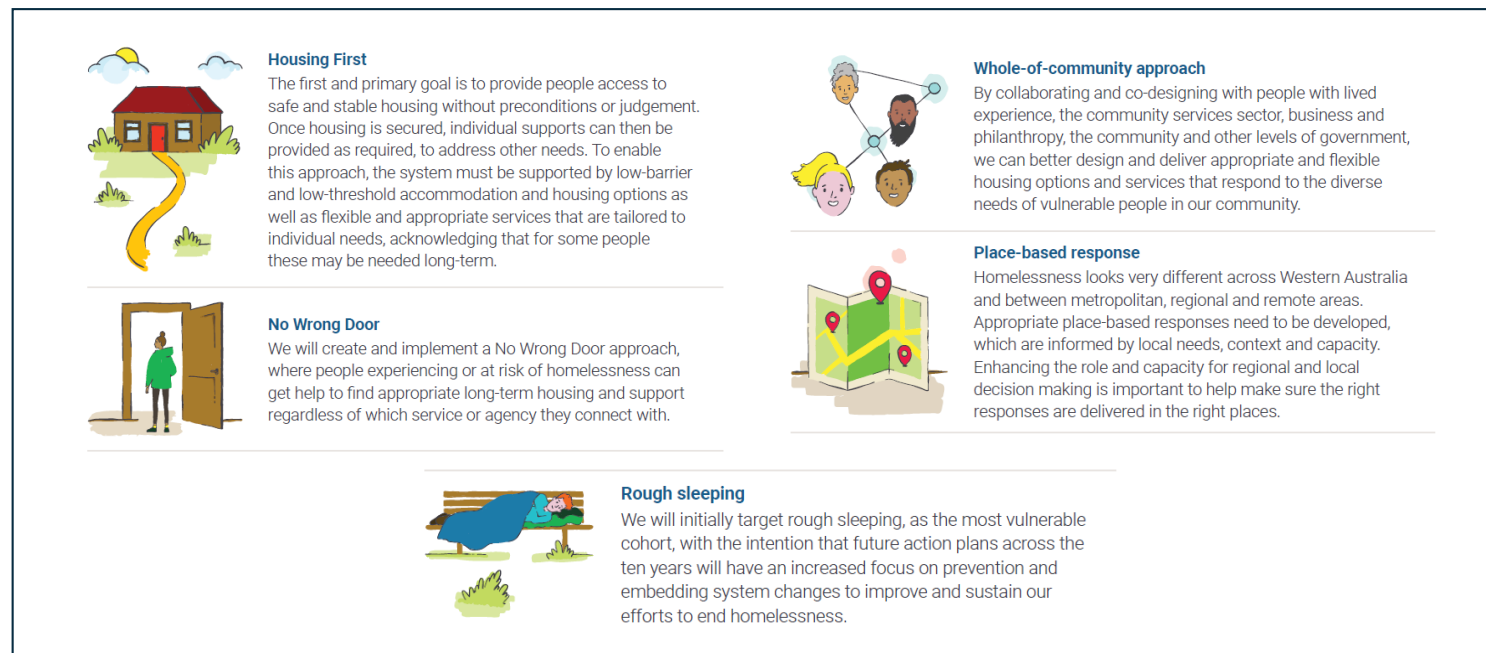 Housing First
The first and primary goal is to provide people access to
safe and stable housing without preconditions or judgement.
Once housing is secured, individual supports can then be
provided as required, to address other needs. To enable
this approach, the system must be supported by low-barrier
and low-threshold accommodation and housing options as
well as flexible and appropriate services that are tailored to
individual needs, acknowledging that for some people
these may be needed long-term.
No Wrong Door
We will create and implement a No Wrong Door approach,
where people experiencing or at risk of homelessness can
get help to find appropriate long-term housing and support
regardless of which service or agency they connect with.
Whole-of-community approach
By collaborating and co-designing with people with lived
experience, the community services sector, business and
philanthropy, the community and other levels of government,
we can better design and deliver appropriate and flexible
housing options and services that respond to the diverse
needs of vulnerable people in our community.
Place-based response
Homelessness looks very different across Western Australia
and between metropolitan, regional and remote areas.
Appropriate place-based responses need to be developed,
which are informed by local needs, context and capacity.
Enhancing the role and capacity for regional and local
decision making is important to help make sure the right
responses are delivered in the right places.
Rough sleeping
We will initially target rough sleeping, as the most vulnerable
cohort, with the intention that future action plans across the
ten years will have an increased focus on prevention and
embedding system changes to improve and sustain our
efforts to end homelessness.